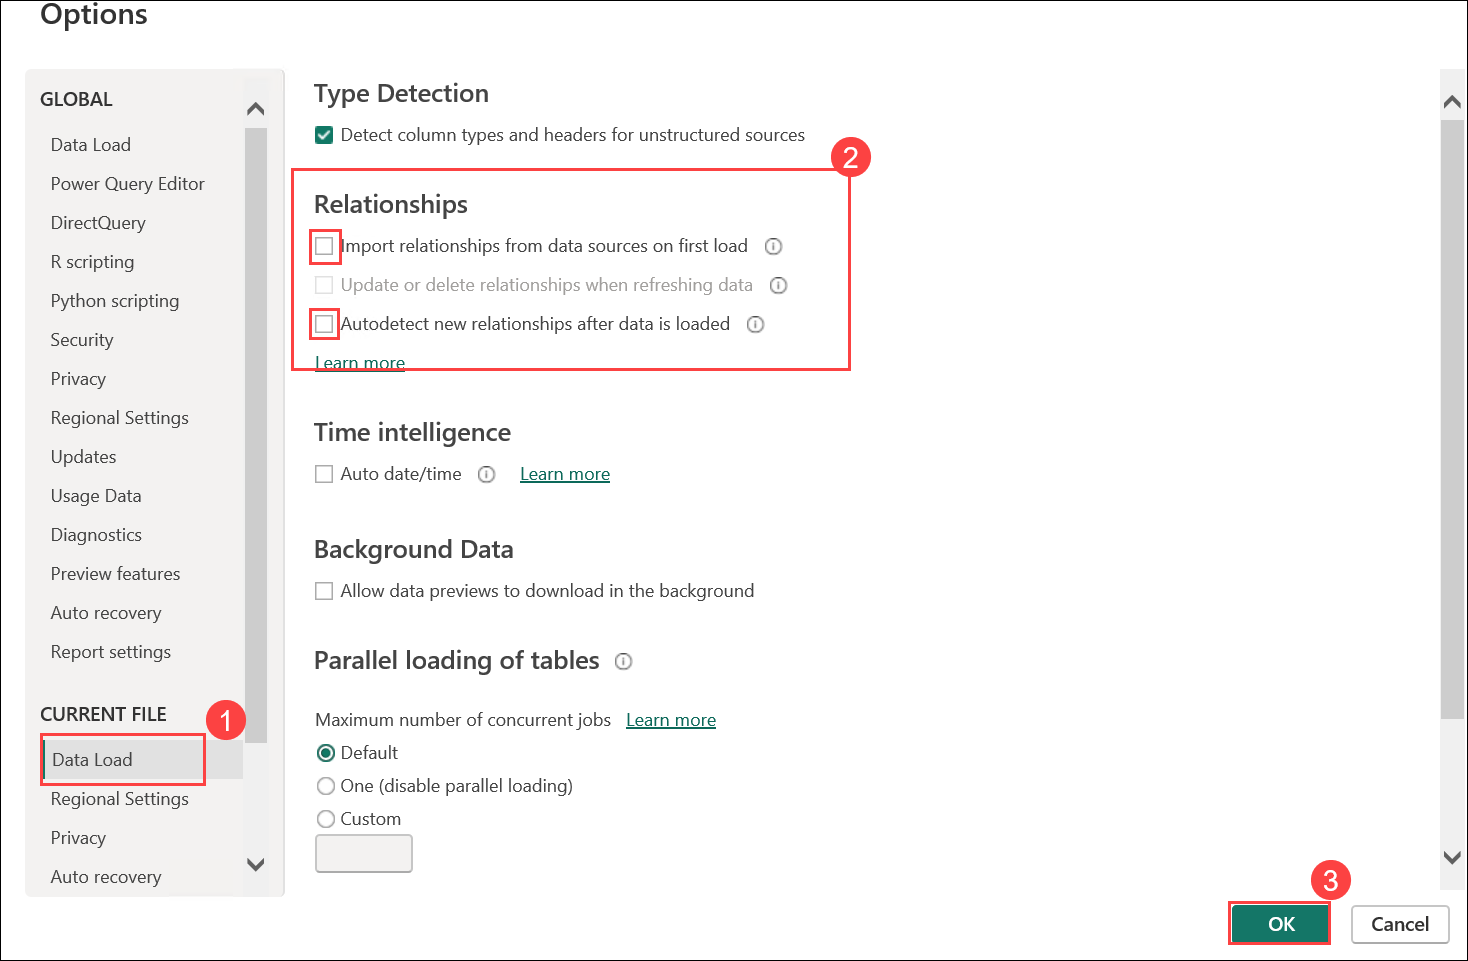 Options
GLOBAL
Data Load
Power Query Editor
DirectQuery
R scripting
Python scripting
Security
Privacy
Regional Settings
Updates
Usage Data
Diagnostics
Preview features
Auto recovery
Report settings
CURRENT FILE
1
Data Load
Regional Settings
Privacy
Auto recovery
Type Detection
Detect column types and headers for unstructured sources
2
Relationships
Import relationships from data sources on first load
Update or delete relationships when refreshing data
Autodetect new relationships after data is loaded
Learn more
Time intelligence
Auto date/time Learn more
Background Data
Allow data previews to download in the background
Parallel loading of tables
Maximum number of concurrent jobs Learn more
Default
One (disable parallel loading)
Custom
3
OK Cancel